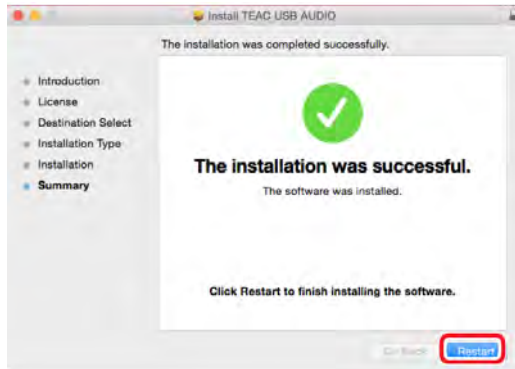 Install TEAC USB AUDIO
The installation was completed successfully.
Introduction
License
Destination Select
Installation Type
Installation
Summary
The installation was successful.
The software was installed.
Click Restart to finish installing the software.
Go Back
Restart